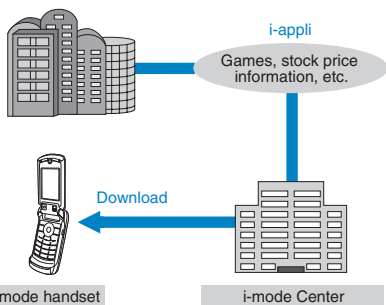 i-appli
Games, stock price
information, etc.
Download
mode handset
i-mode Center